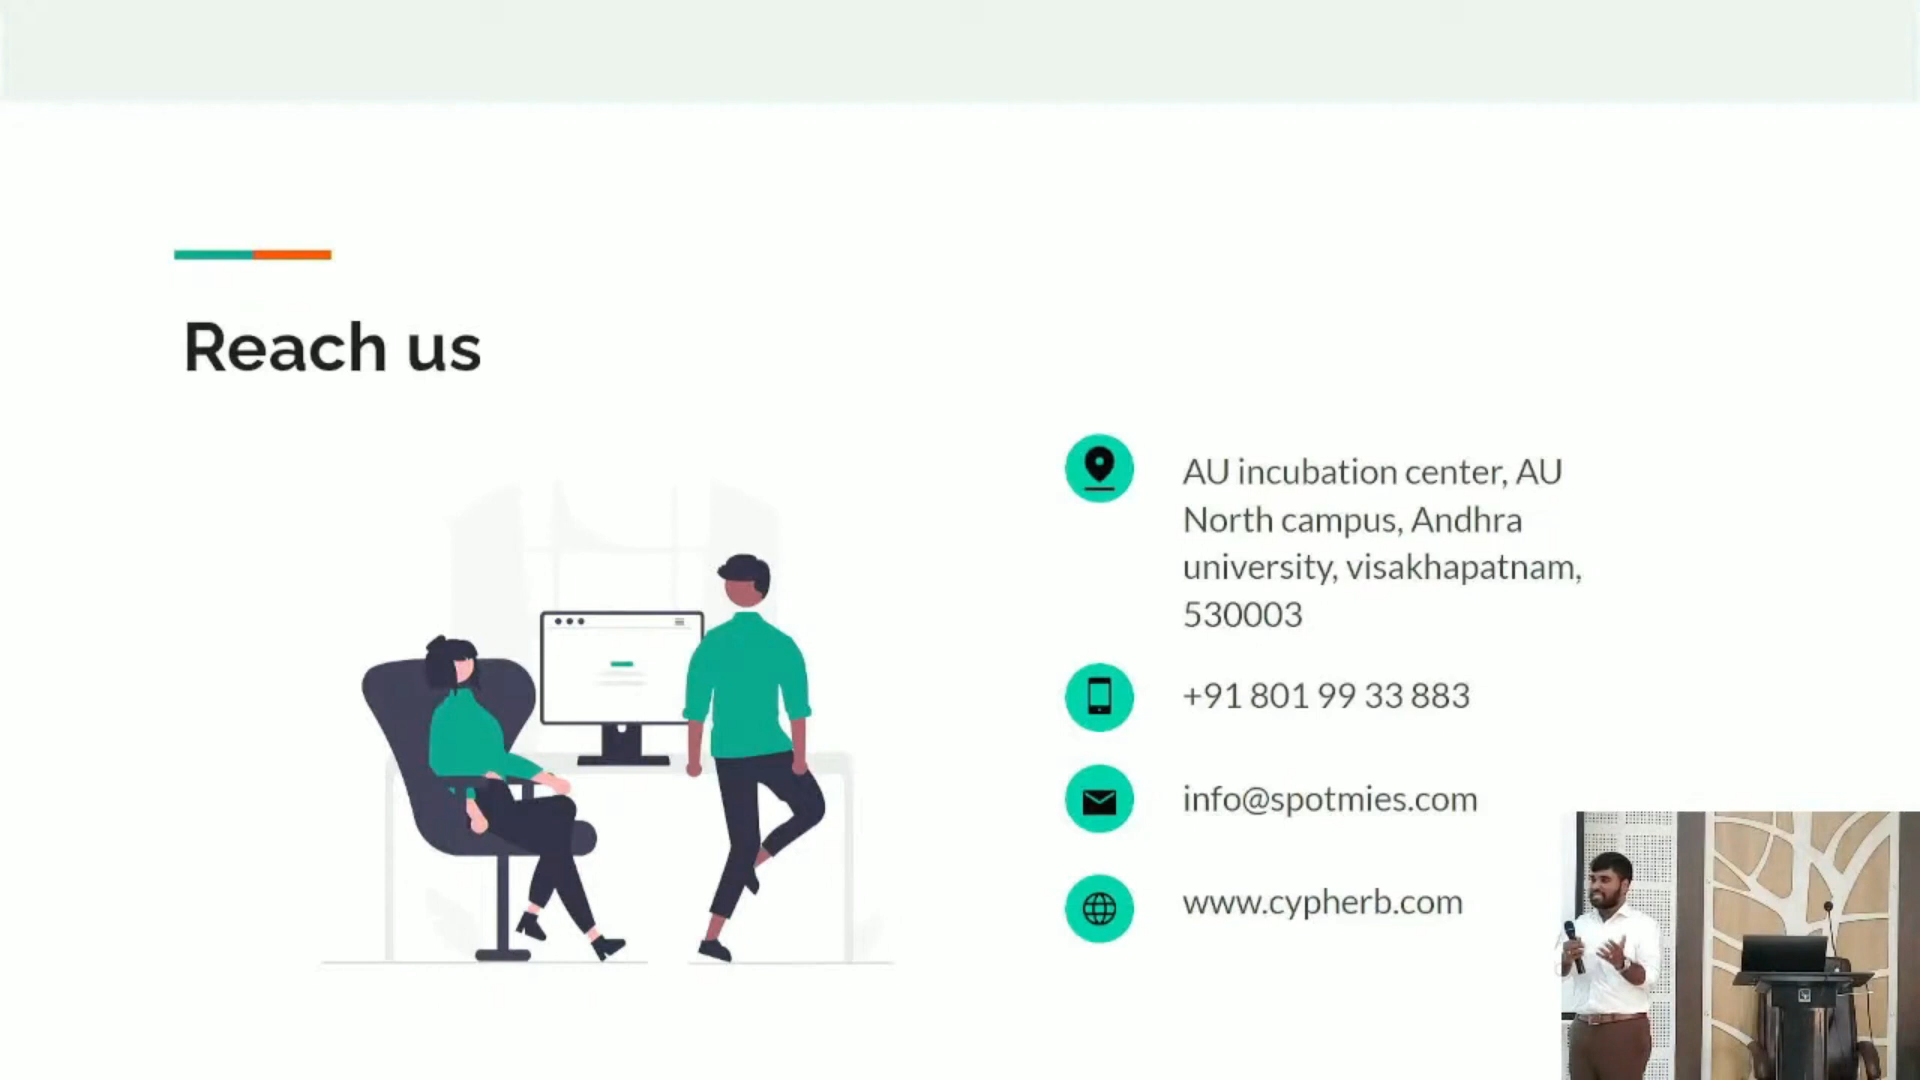 Reach us
AU incubation center, AU
North campus, Andhra
university, visakhapatnam,
530003
+91 801 99 33 883
info@spotmies.com
www.cypherb.com